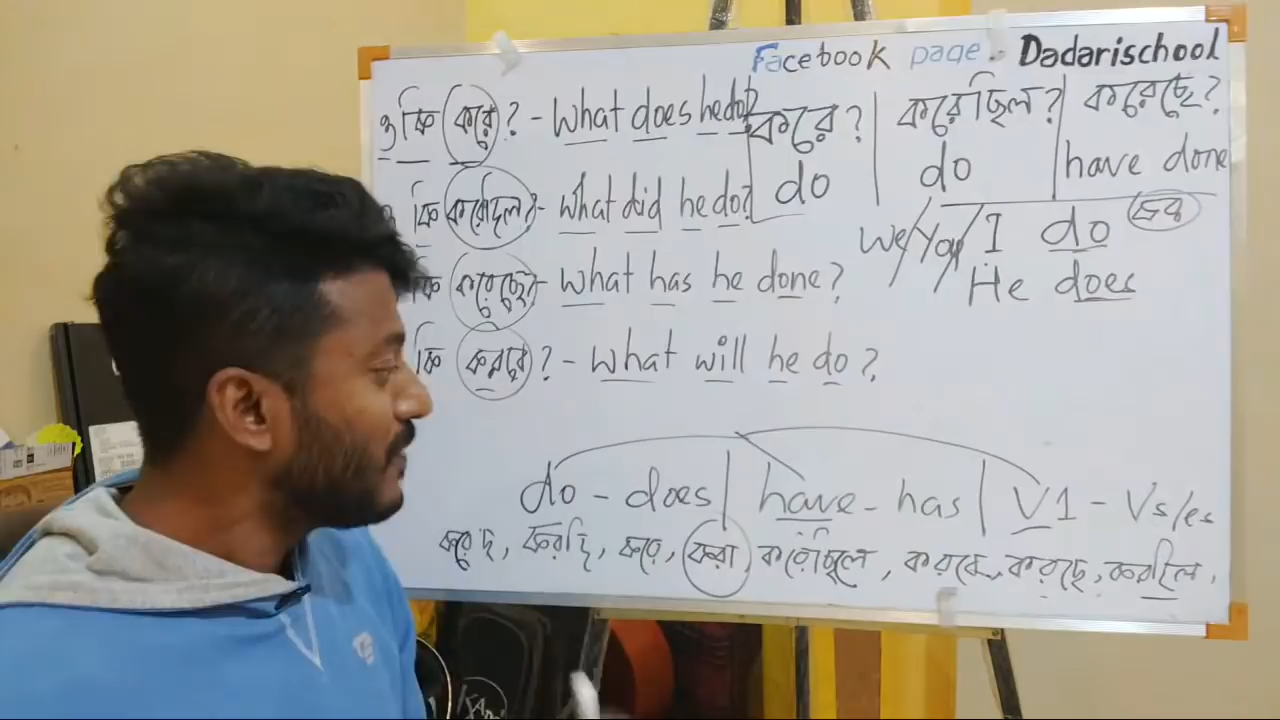 Facebook page. Dadarischool
ও কি করে? - What does he do?
করে? | করেছিল? | করেছে?
do | do | have done
কি করেছিল? - What did he do?
We/You/I do
He does
কি করেছে? - What has he done?
কি করবে? - What will he do?
do - does | have - has | V1 - Vs/es
করেছ, করছি, করে, করা, করেছিলে, করবে, করছে, করছিল,